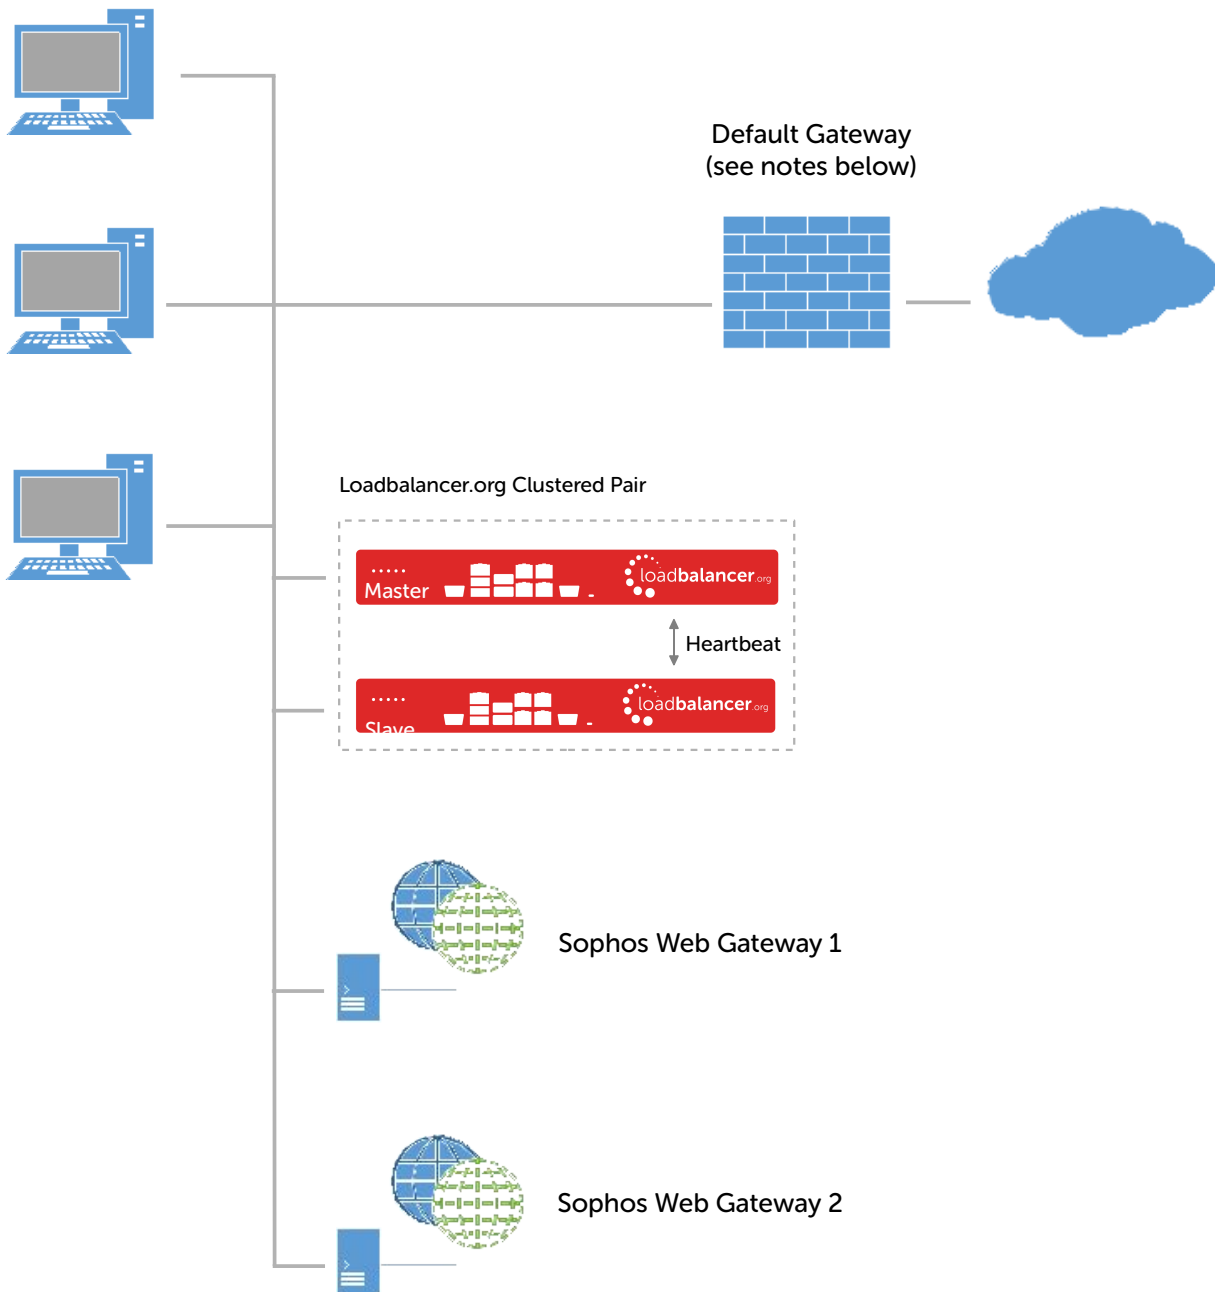 Default Gateway
(see notes below)
Loadbalancer.org Clustered Pair
Master
loadbalancer.org
Heartbeat
Slave
loadbalancer.org
Sophos Web Gateway 1
Sophos Web Gateway 2